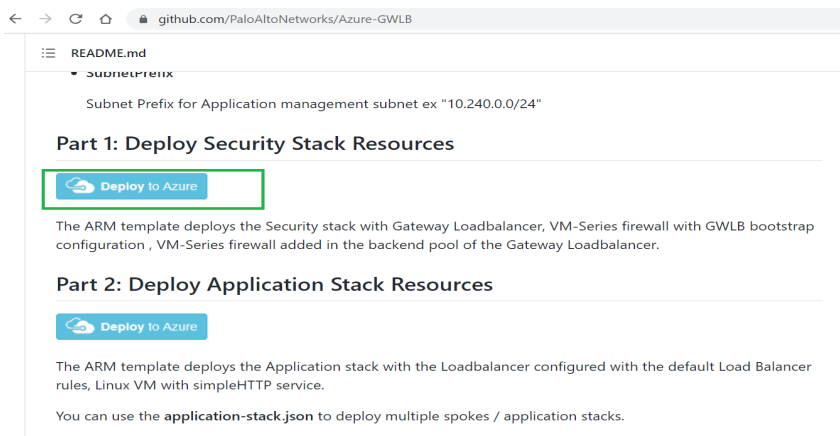 github.com/PaloAltoNetworks/Azure-GWLB
README.md
SubnetPrefix
Subnet Prefix for Application management subnet ex "10.240.0.0/24"
Part 1: Deploy Security Stack Resources
Deploy to Azure
The ARM template deploys the Security stack with Gateway Loadbalancer, VM-Series firewall with GWLB bootstrap
configuration , VM-Series firewall added in the backend pool of the Gateway Loadbalancer.
Part 2: Deploy Application Stack Resources
Deploy to Azure
The ARM template deploys the Application stack with the Loadbalancer configured with the default Load Balancer
rules, Linux VM with simpleHTTP service.
You can use the application-stack.json to deploy multiple spokes / application stacks.